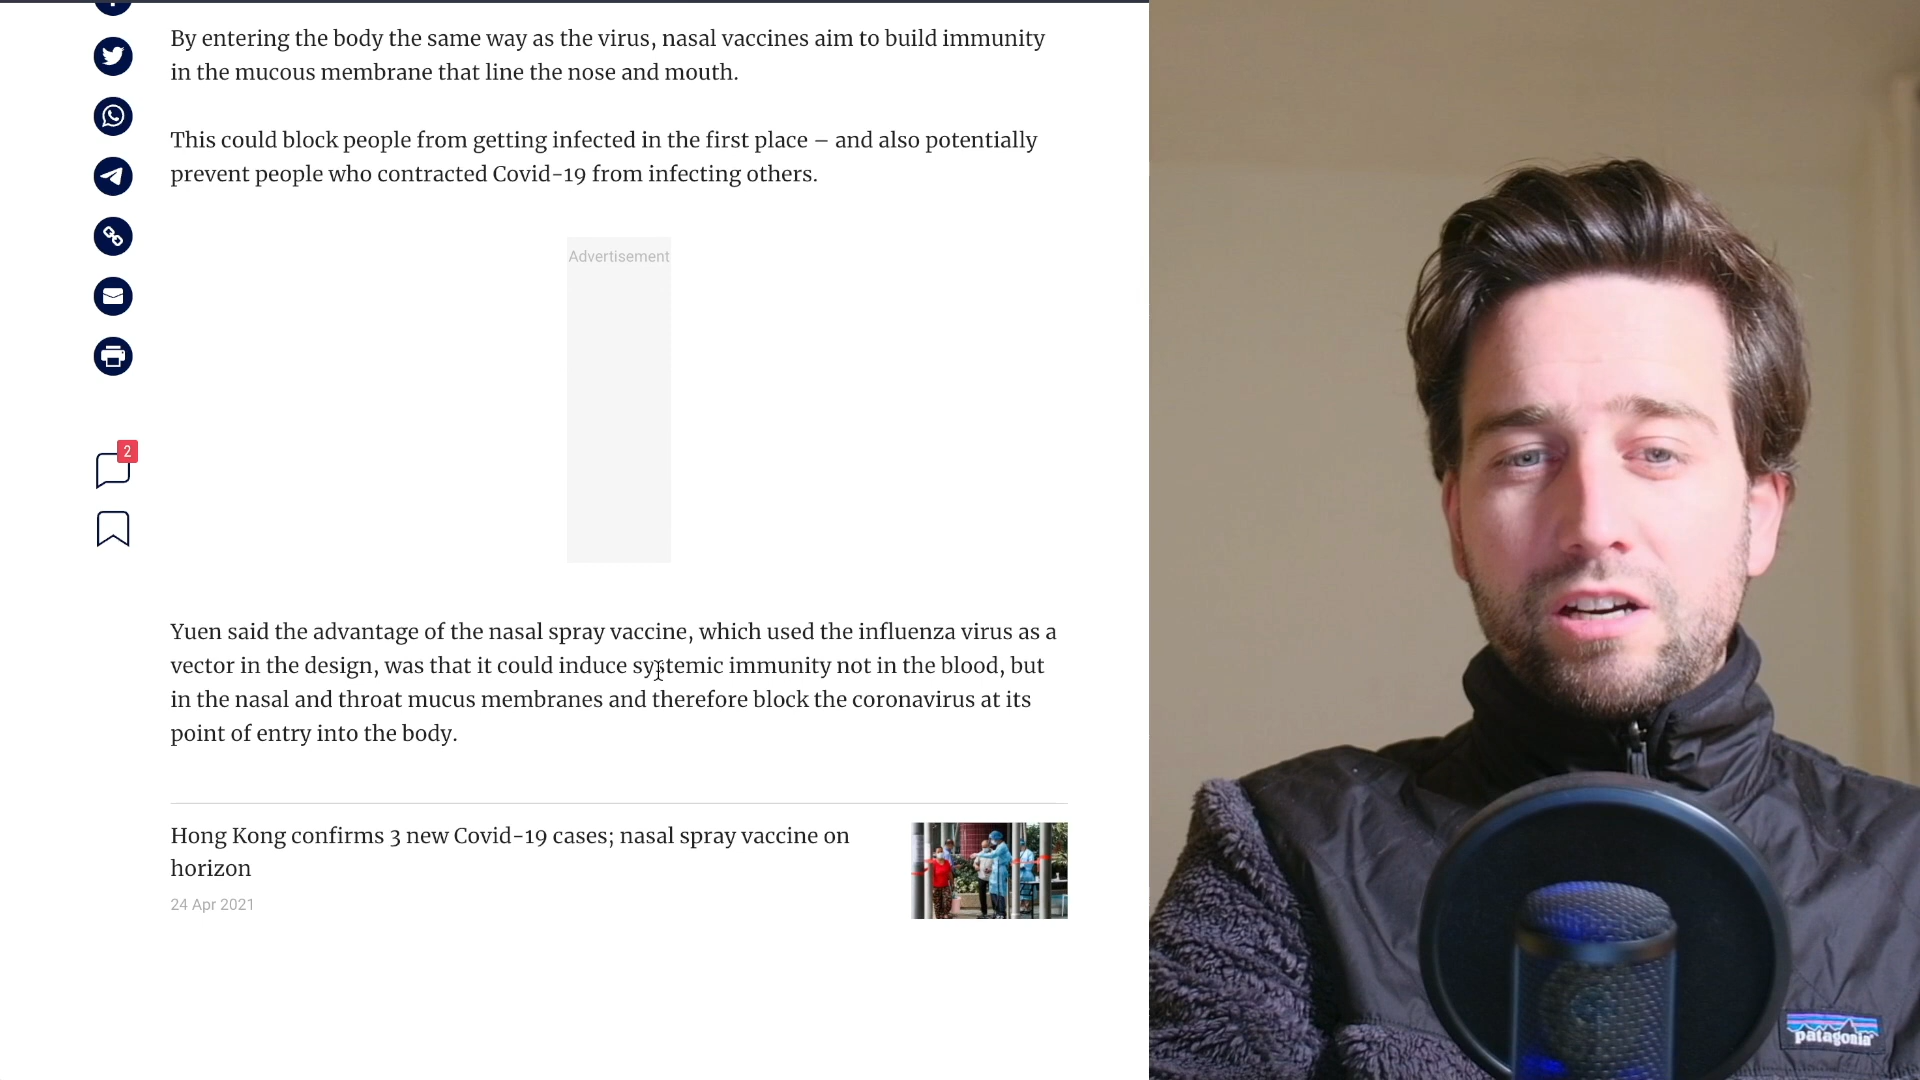 By entering the body the same way as the virus, nasal vaccines aim to build immunity
in the mucous membrane that line the nose and mouth.
This could block people from getting infected in the first place – and also potentially
prevent people who contracted Covid-19 from infecting others.
Advertisement
2
Yuen said the advantage of the nasal spray vaccine, which used the influenza virus as a
vector in the design, was that it could induce systemic immunity not in the blood, but
in the nasal and throat mucus membranes and therefore block the coronavirus at its
point of entry into the body.
Hong Kong confirms 3 new Covid-19 cases; nasal spray vaccine on
horizon
24 Apr 2021
patagonia